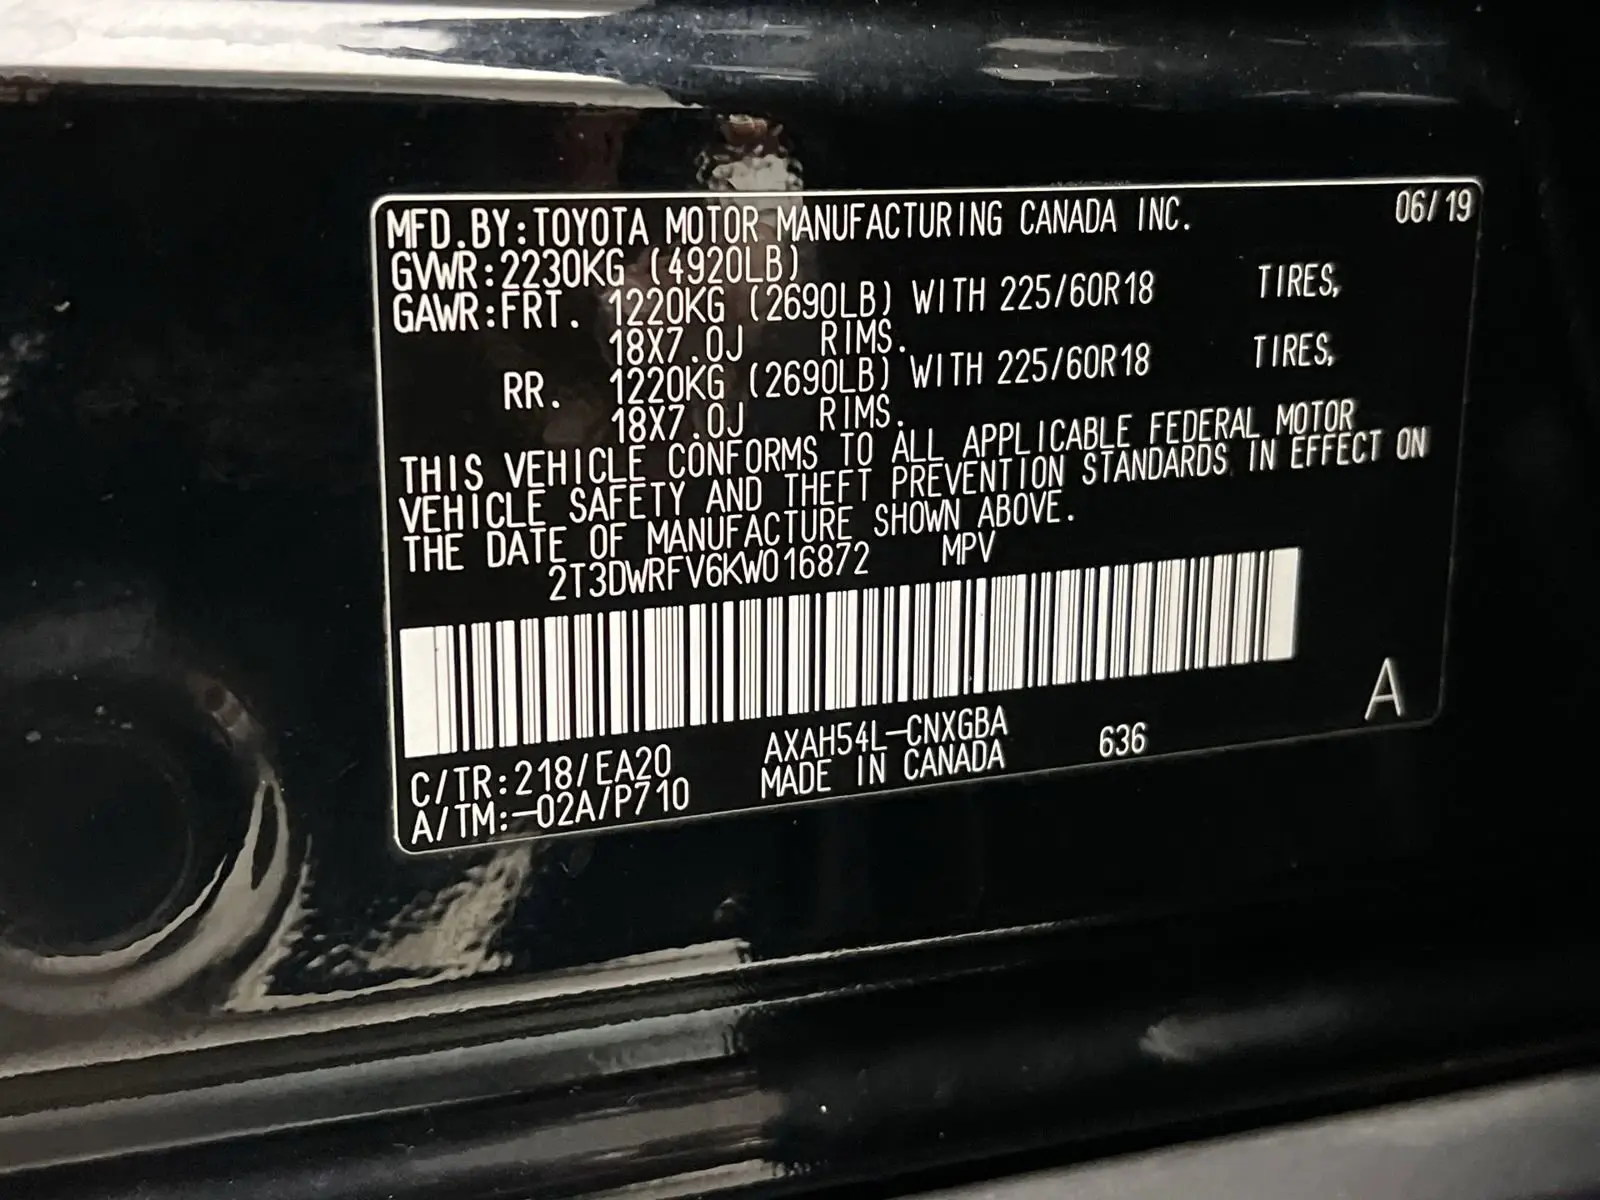 MFD.BY:TOYOTA MOTOR MANUFACTURING CANADA INC. 06/19
GVWR:2230KG (4920LB)
GAWR:FRT. 1220KG (2690LB) WITH 225/60R18 TIRES,
18X7.0J RIMS.
RR. 1220KG (2690LB) WITH 225/60R18 TIRES,
18X7.0J RIMS.
THIS VEHICLE CONFORMS TO ALL APPLICABLE FEDERAL MOTOR
VEHICLE SAFETY AND THEFT PREVENTION STANDARDS IN EFFECT ON
THE DATE OF MANUFACTURE SHOWN ABOVE.
2T3DWRFV6KW016872 MPV
C/TR:218/EA20 AXAH54L-CNXGBA 636 A
A/TM:-02A/P710 MADE IN CANADA